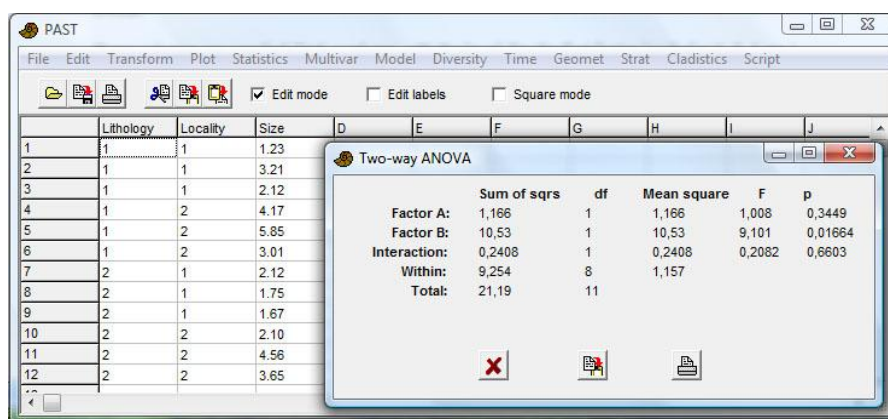 PAST
File Edit Transform Plot Statistics Multivar Model Diversity Time Geomet Strat Cladistics Script
Edit mode Edit labels Square mode
Lithology Locality Size D E F G H I J
1 1 1 1.23
2 1 1 3.21
3 1 1 2.12
4 1 2 4.17
5 1 2 5.85
6 1 2 3.01
7 2 1 2.12
8 2 1 1.75
9 2 1 1.67
10 2 2 2.10
11 2 2 4.56
12 2 2 3.65
Two-way ANOVA
Sum of sqrs df Mean square F p
Factor A: 1,166 1 1,166 1,008 0,3449
Factor B: 10,53 1 10,53 9,101 0,01664
Interaction: 0,2408 1 0,2408 0,2082 0,6603
Within: 9,254 8 1,157
Total: 21,19 11